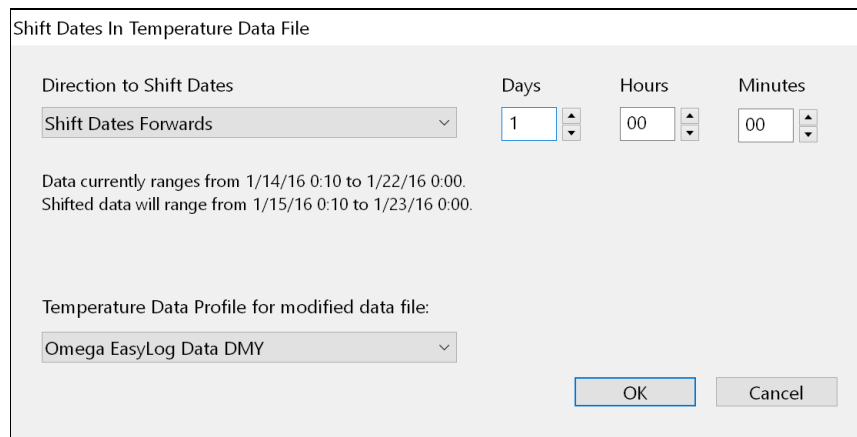 Shift Dates In Temperature Data File
Direction to Shift Dates Days Hours Minutes
Shift Dates Forwards 1 00 00
Data currently ranges from 1/14/16 0:10 to 1/22/16 0:00.
Shifted data will range from 1/15/16 0:10 to 1/23/16 0:00.
Temperature Data Profile for modified data file:
Omega EasyLog Data DMY
OK Cancel